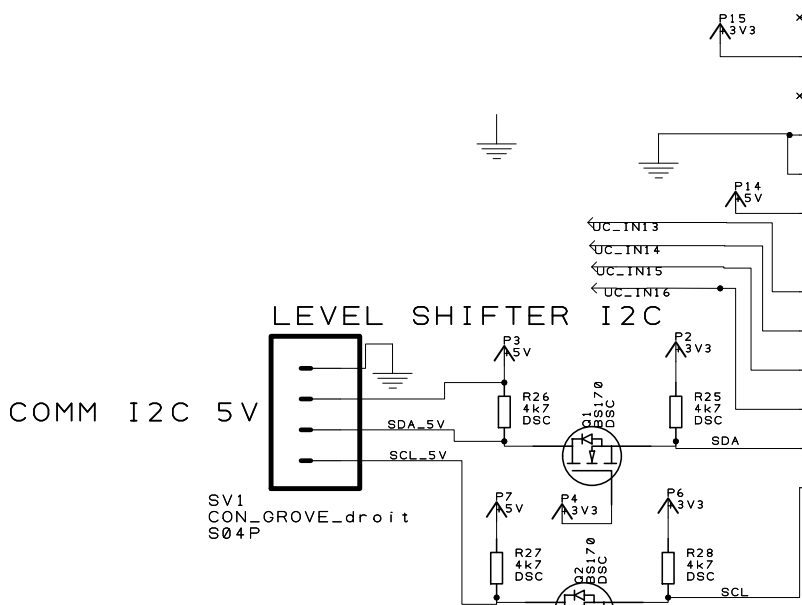 P15
+3V3
P14
+5V
UC_IN13
UC_IN14
UC_IN15
UC_IN16
LEVEL SHIFTER I2C
P3
+5V
P2
+3V3
COMM I2C 5V
R26
4k7
DSC
Q1
BS170
DSC
R25
4k7
DSC
SDA_5V
SDA
SCL_5V
SV1
CON_GROVE_droit
S04P
P7
+5V
P4
+3V3
P6
+3V3
R27
4k7
DSC
Q2
BS170
DSC
R28
4k7
DSC
SCL